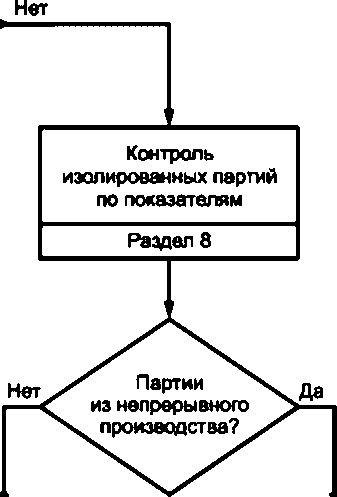 Нет
Контроль
изолированных партий
по показателям
Раздел 8
Нет
Партии
Да
из непрерывного
производства?